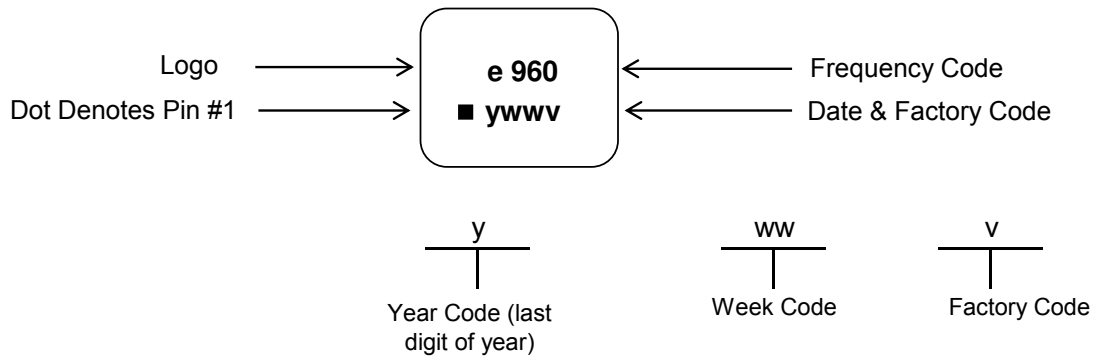 Logo
e 960
Frequency Code
Dot Denotes Pin #1
■ ywwv
Date & Factory Code
y
ww
v
Year Code (last
digit of year)
Week Code
Factory Code